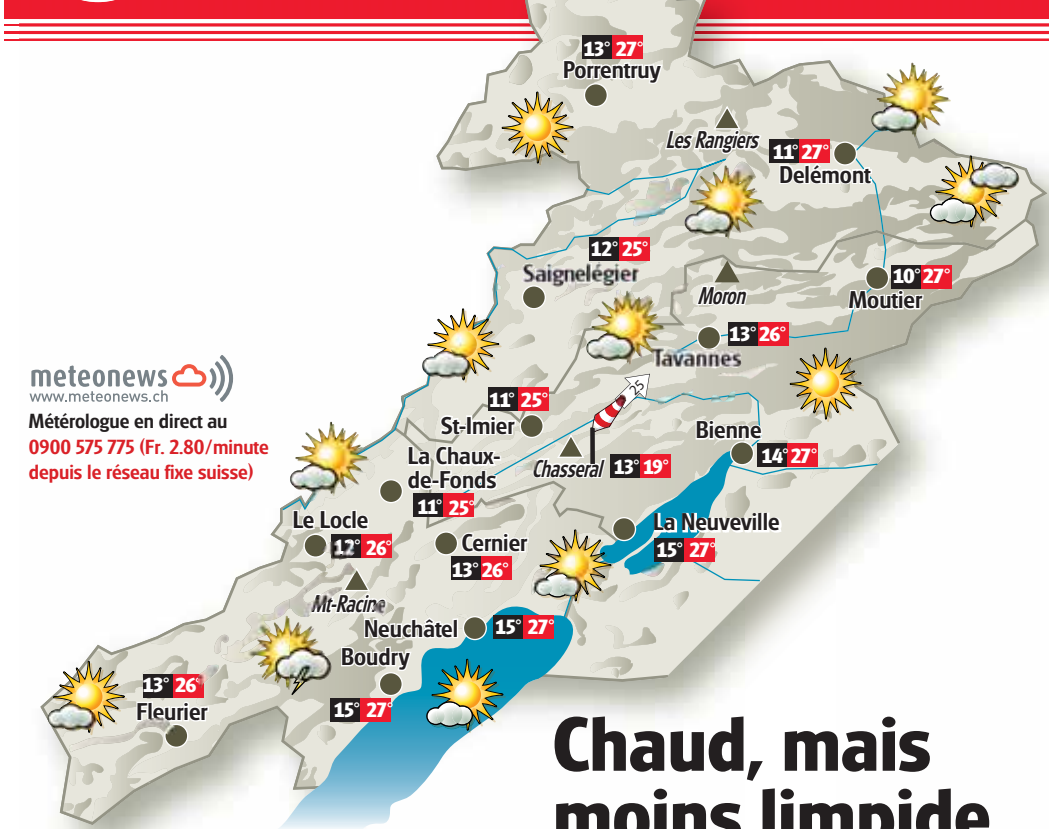 13° 27°
Porrentruy
Les Rangiers
11° 27°
Delémont
12° 25°
Saignelégier
Moron
10° 27°
Moutier
13° 26°
Tavannes
meteonews
www.meteonews.ch
Métérologue en direct au
0900 575 775 (Fr. 2.80/minute
depuis le réseau fixe suisse)
25
11° 25°
St-Imier
Bienne
14° 27°
Chasseral 13° 19°
La Chaux-
de-Fonds
11° 25°
Le Locle
12° 26°
Cernier
13° 26°
La Neuveville
15° 27°
Mt-Racine
Neuchâtel 15° 27°
Boudry
15° 27°
13° 26°
Fleurier
Chaud, mais
moins limpide